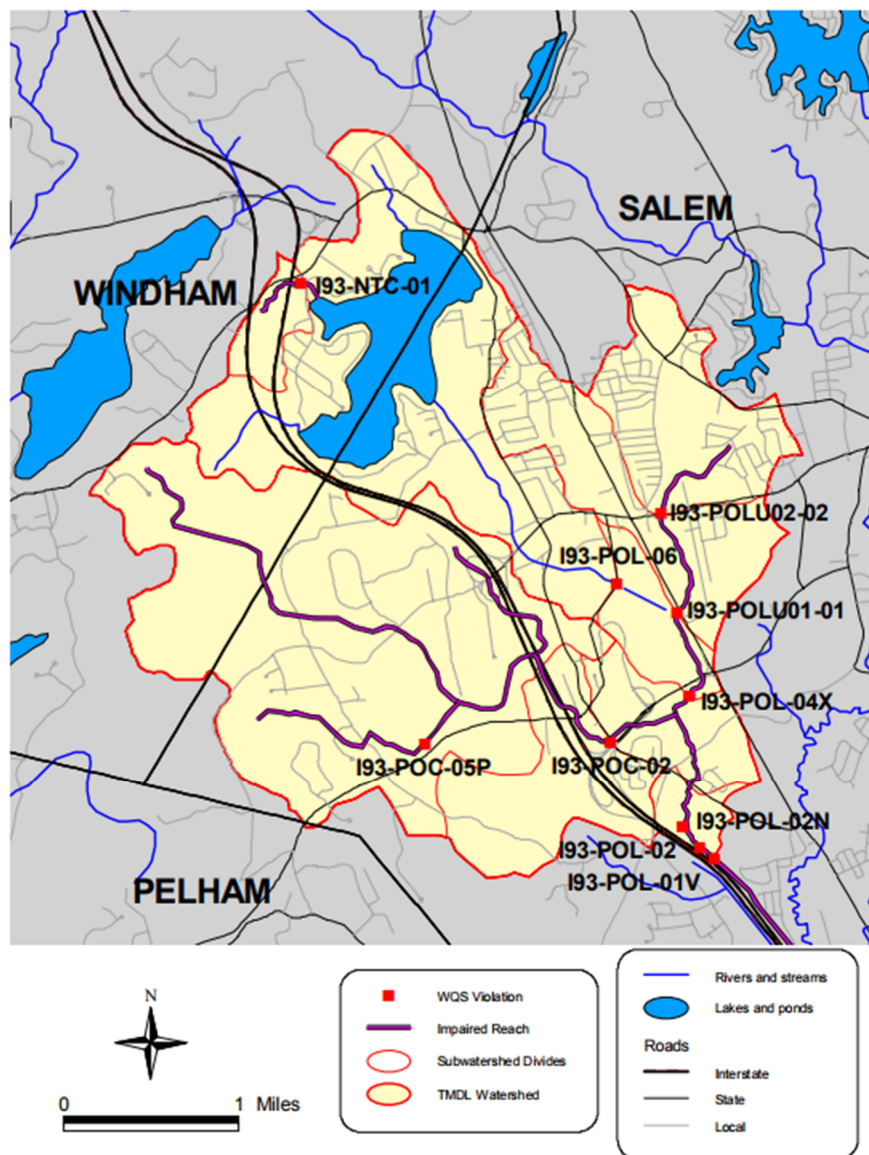 SALEM
WINDHAM
I93-NTC-01
I93-POLU02-02
I93-POL-06
I93-POLU01-01
I93-POL-04X
I93-POC-05P
I93-POC-02
I93-POL-02N
I93-POL-02
I93-POL-01V
PELHAM
N
0 1 Miles
WQS Violation
Impaired Reach
Subwatershed Divides
TMDL Watershed
Rivers and streams
Lakes and ponds
Roads
Interstate
State
Local